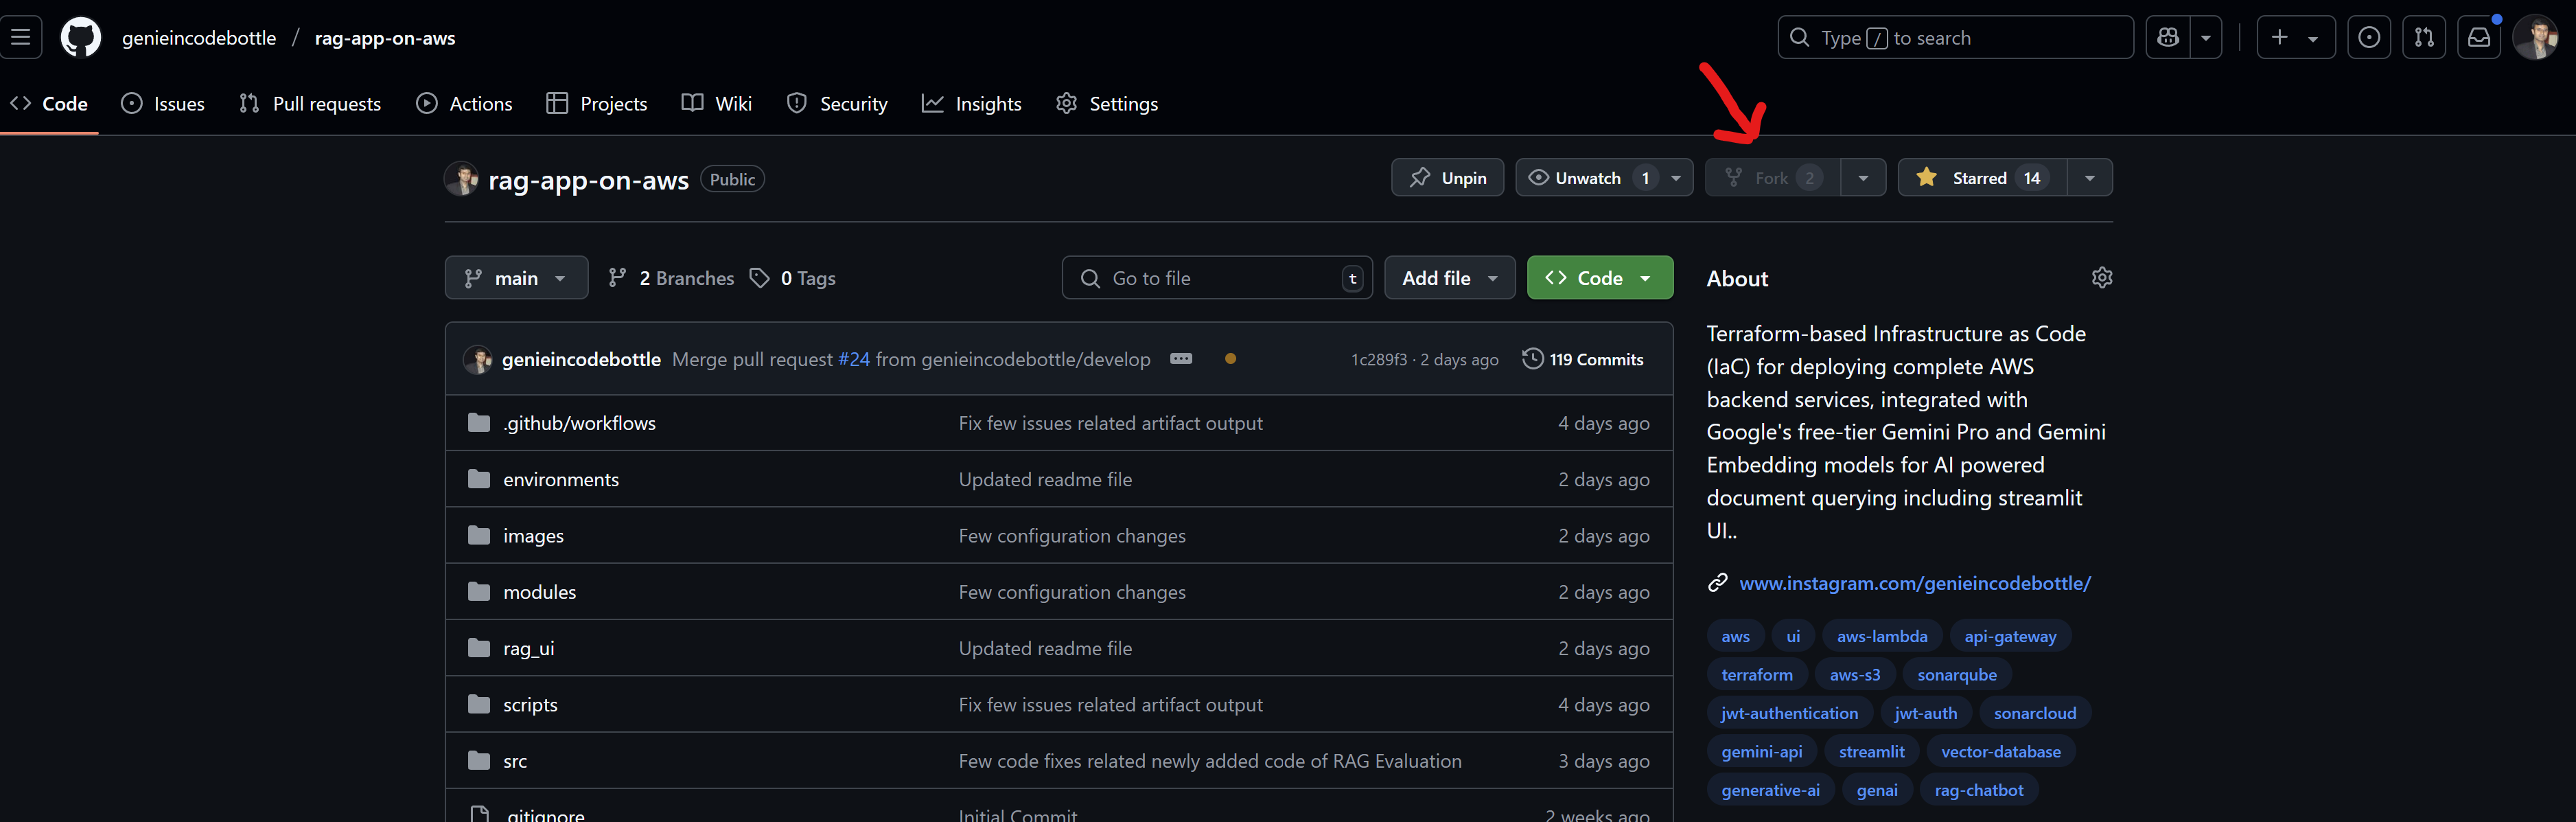 genieincodebottle / rag-app-on-aws
Type / to search
Code Issues Pull requests Actions Projects Wiki Security Insights Settings
rag-app-on-aws Public
Unpin Unwatch 1 Fork 2 Starred 14
main 2 Branches 0 Tags
Go to file t Add file Code
genieincodebottle Merge pull request #24 from genieincodebottle/develop
1c289f3 · 2 days ago 119 Commits
.github/workflows Fix few issues related artifact output 4 days ago
environments Updated readme file 2 days ago
images Few configuration changes 2 days ago
modules Few configuration changes 2 days ago
rag_ui Updated readme file 2 days ago
scripts Fix few issues related artifact output 4 days ago
src Few code fixes related newly added code of RAG Evaluation 3 days ago
.gitignore Initial Commit 2 weeks ago
About
Terraform-based Infrastructure as Code
(IaC) for deploying complete AWS
backend services, integrated with
Google's free-tier Gemini Pro and Gemini
Embedding models for AI powered
document querying including streamlit
UI..
www.instagram.com/genieincodebottle/
aws ui aws-lambda api-gateway
terraform aws-s3 sonarqube
jwt-authentication jwt-auth sonarcloud
gemini-api streamlit vector-database
generative-ai genai rag-chatbot